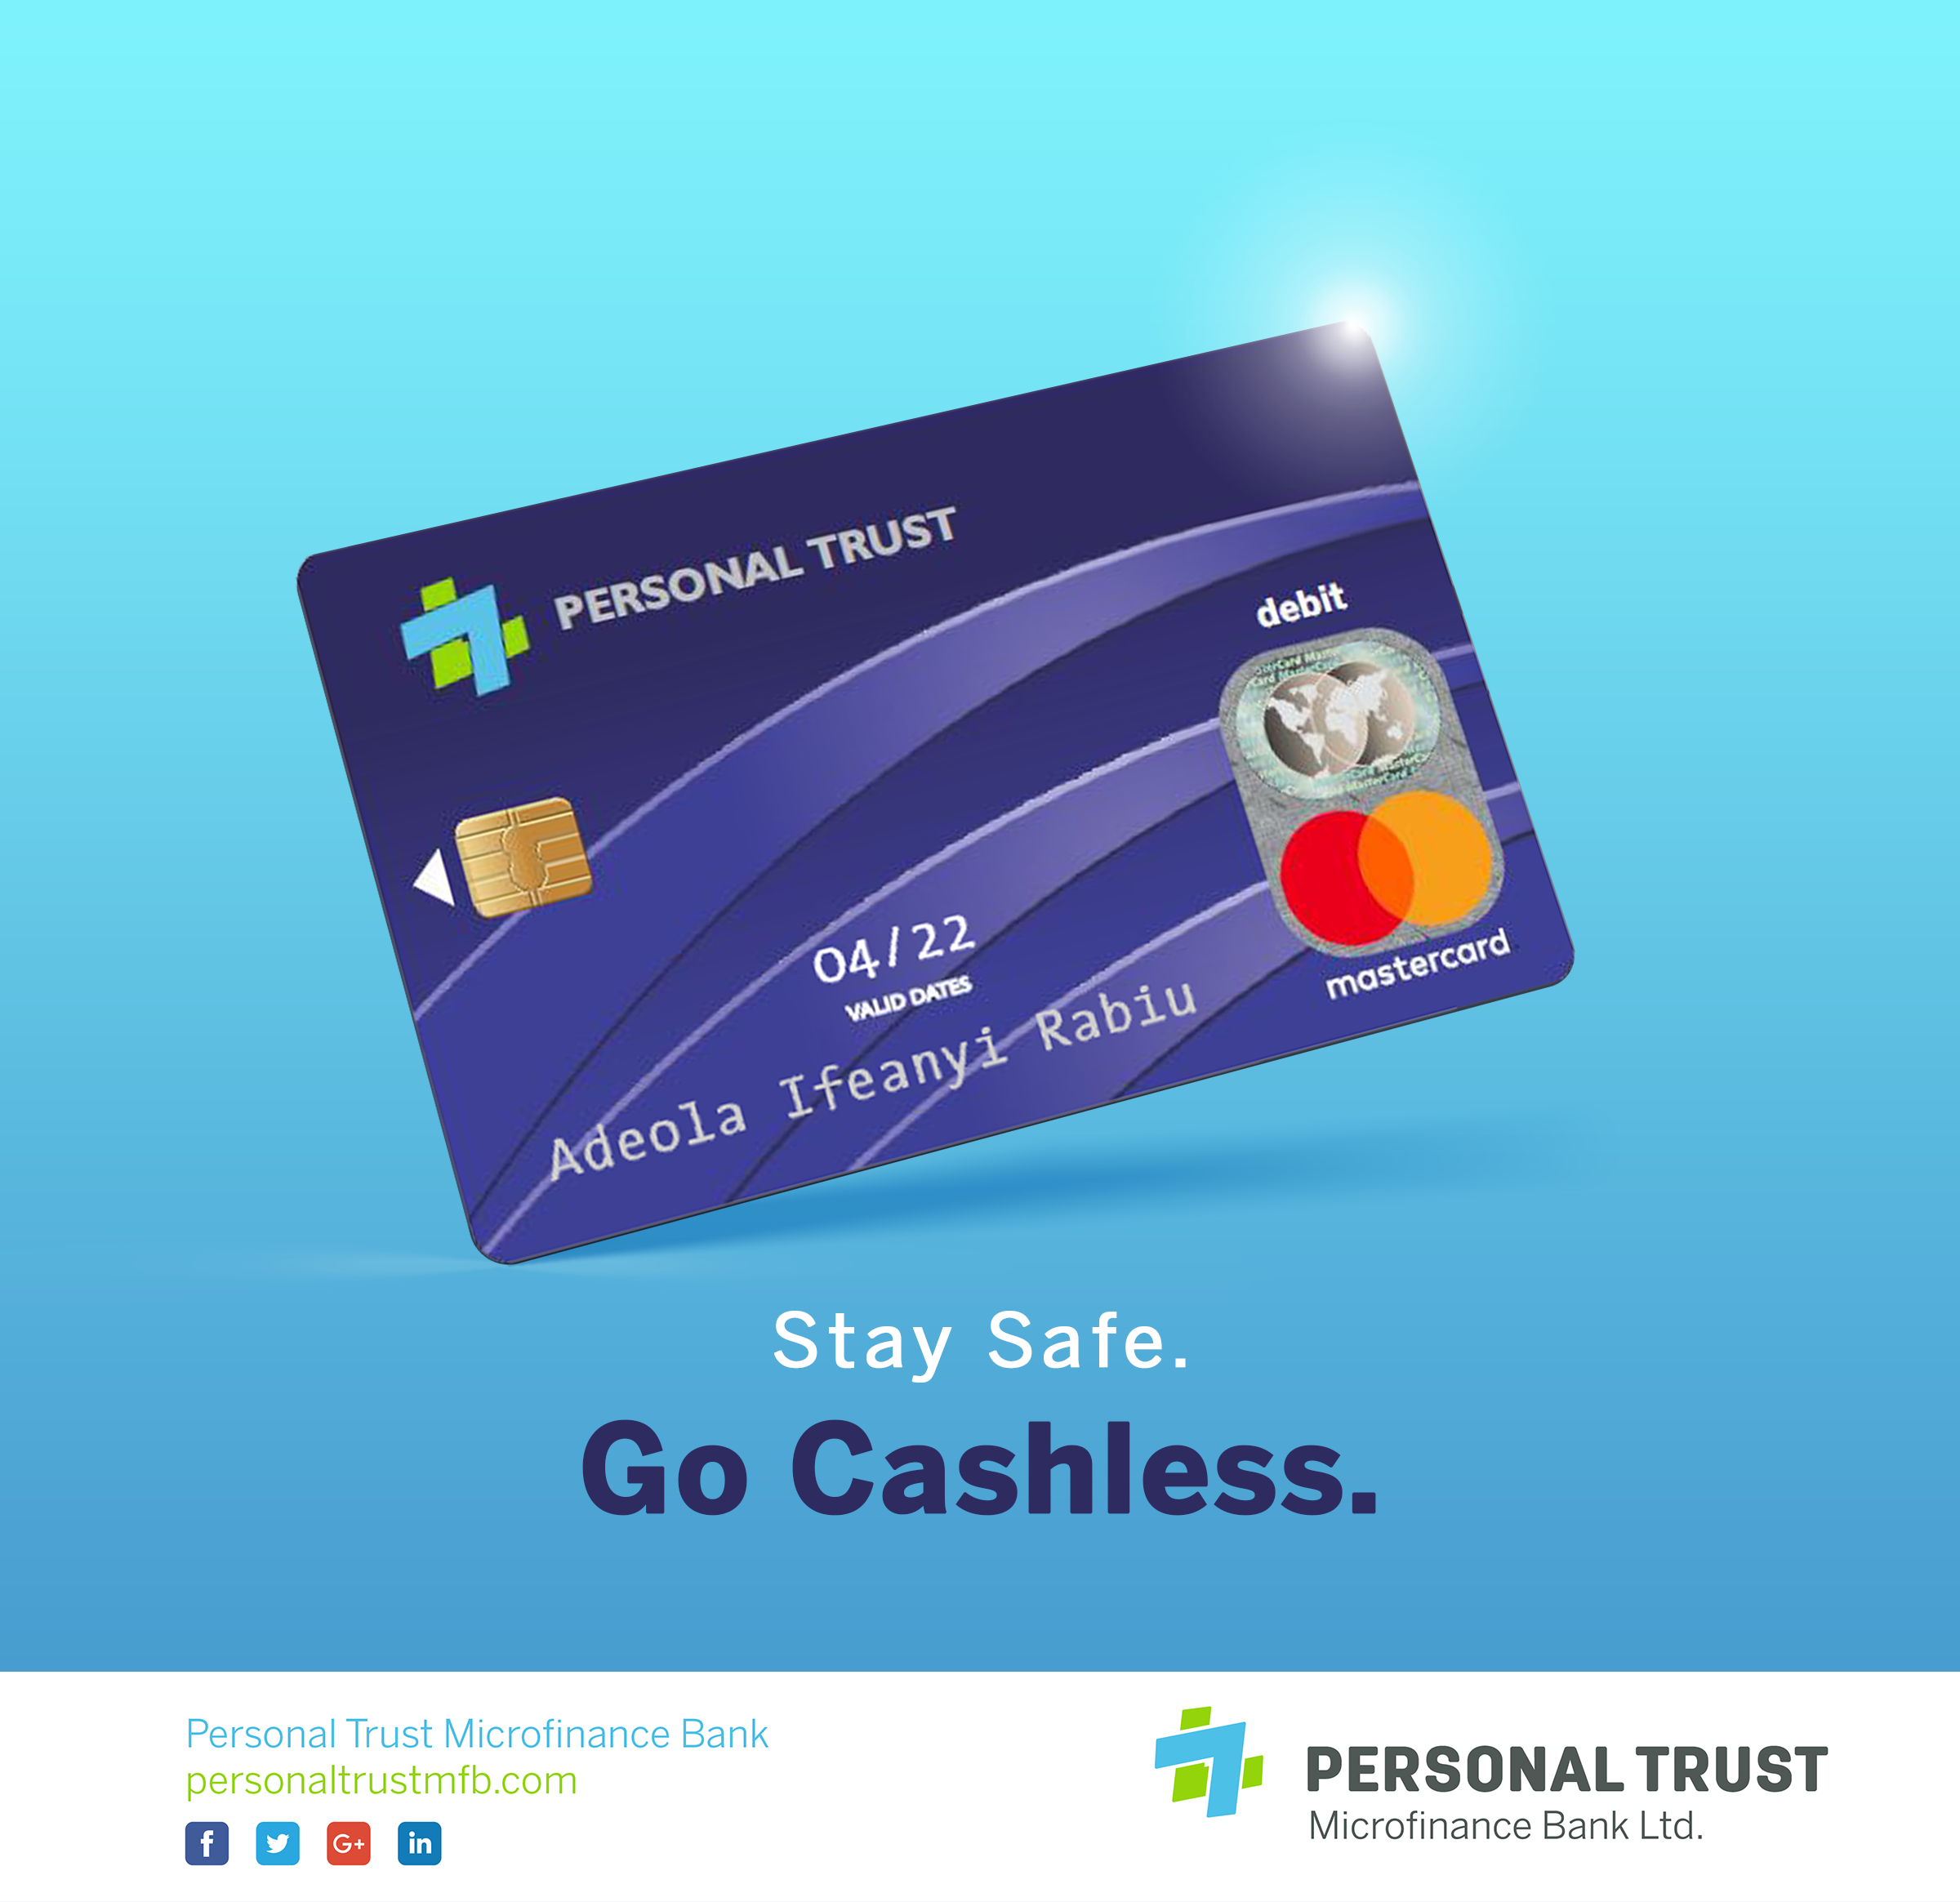 PERSONAL TRUST
debit
04/22
VALID DATES
Adeola Ifeanyi Rabiu
mastercard
Stay Safe.
Go Cashless.
Personal Trust Microfinance Bank
personaltrustmfb.com
f
G+
in
PERSONAL TRUST
Microfinance Bank Ltd.